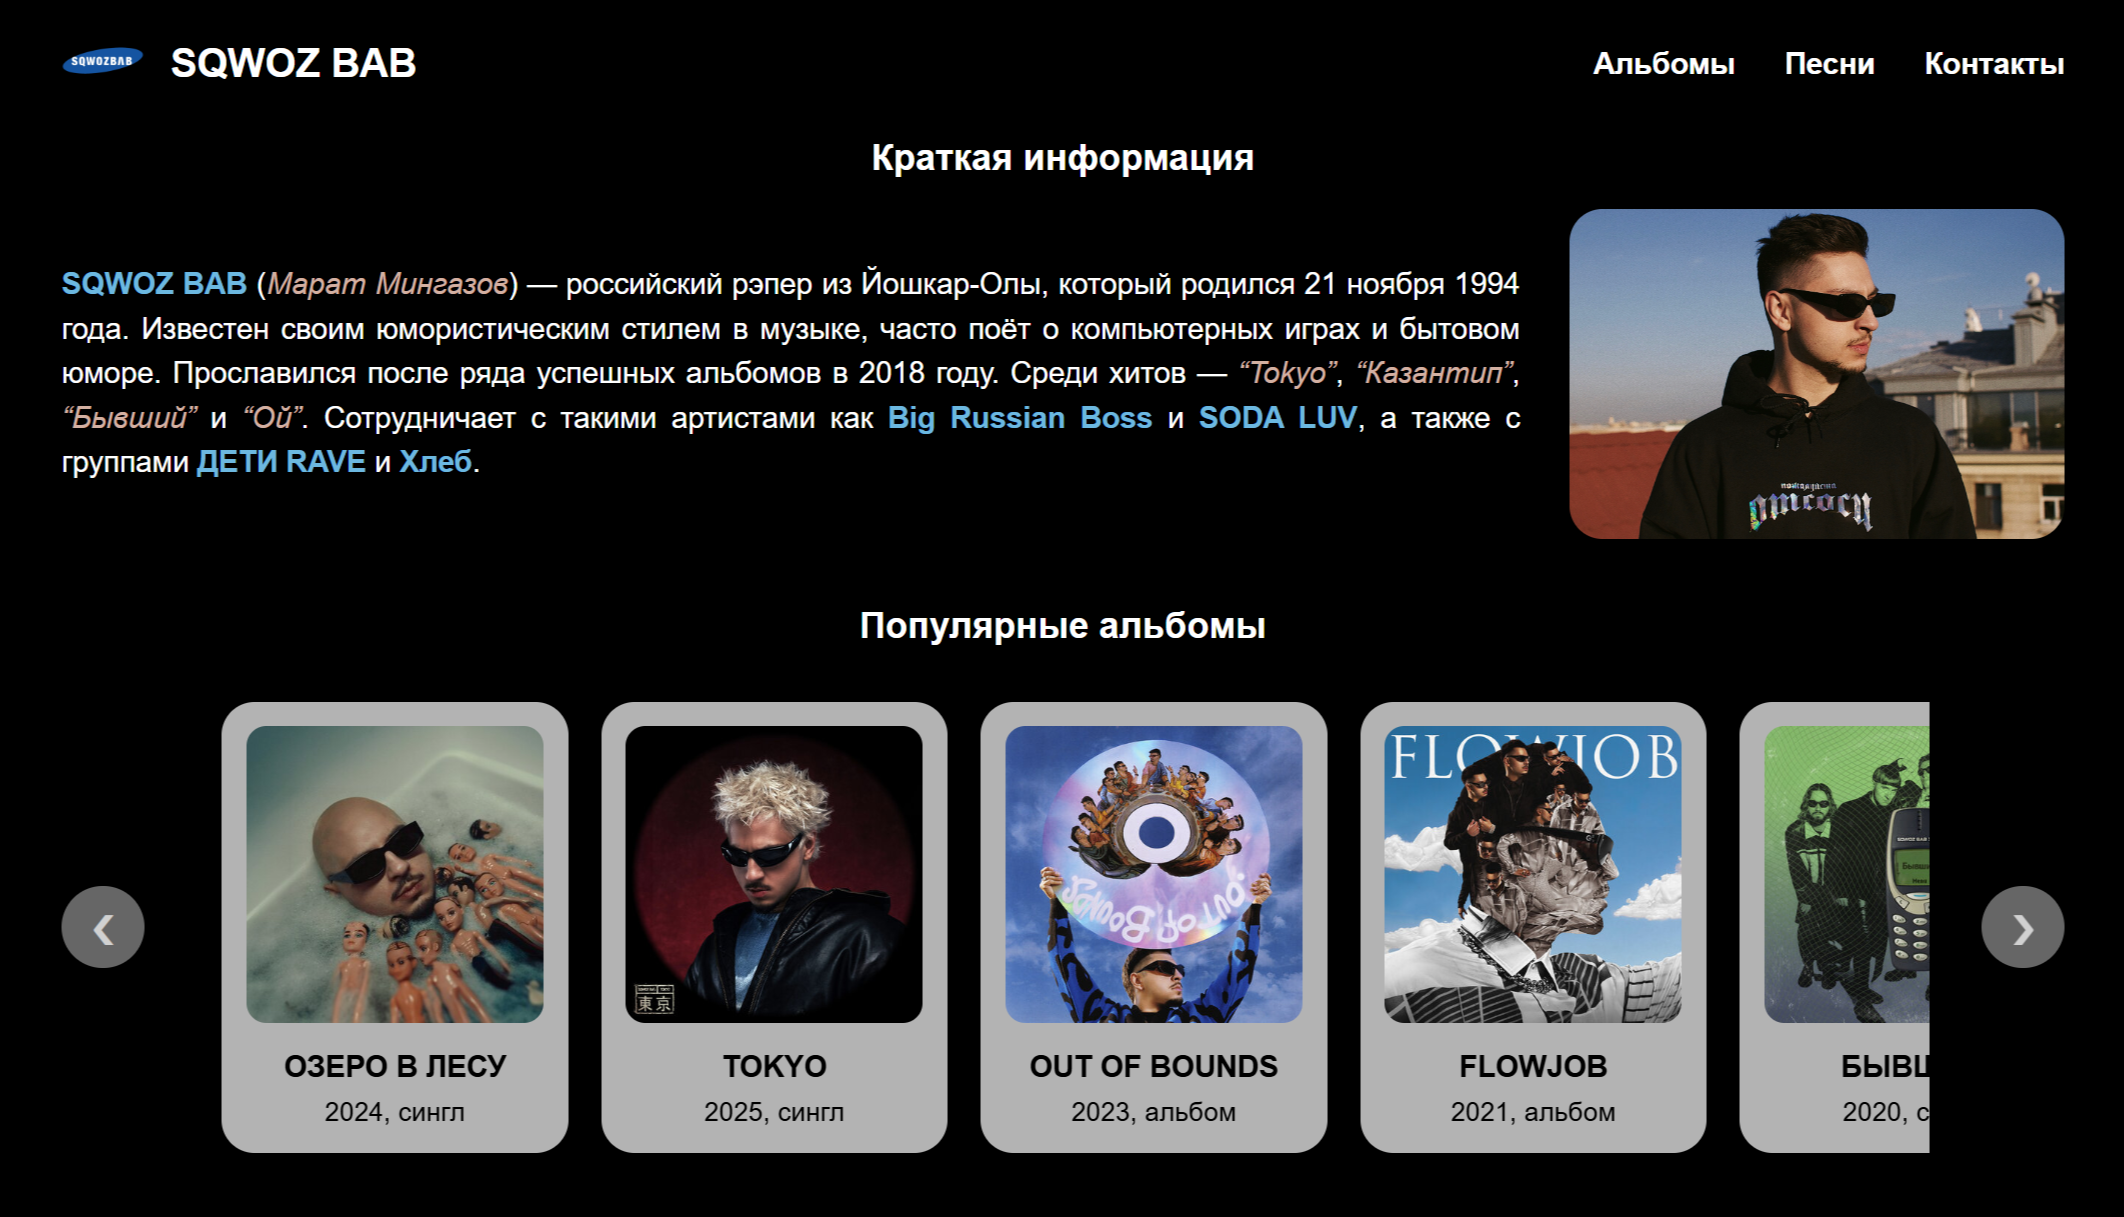 SQWOZBAB
SQWOZ BAB
Альбомы Песни Контакты
Краткая информация
SQWOZ BAB (Марат Мингазов) — российский рэпер из Йошкар-Олы, который родился 21 ноября 1994
года. Известен своим юмористическим стилем в музыке, часто поёт о компьютерных играх и бытовом
юморе. Прославился после ряда успешных альбомов в 2018 году. Среди хитов — “Tokyo”, “Казантип”,
“Бывший” и “Ой”. Сотрудничает с такими артистами как Big Russian Boss и SODA LUV, а также с
группами ДЕТИ RAVE и Хлеб.
Популярные альбомы
❮
東京
OUT OF BOUNDS
FLOWJOB
❯
ОЗЕРО В ЛЕСУ
2024, сингл
TOKYO
2025, сингл
OUT OF BOUNDS
2023, альбом
FLOWJOB
2021, альбом
БЫВШ
2020, с